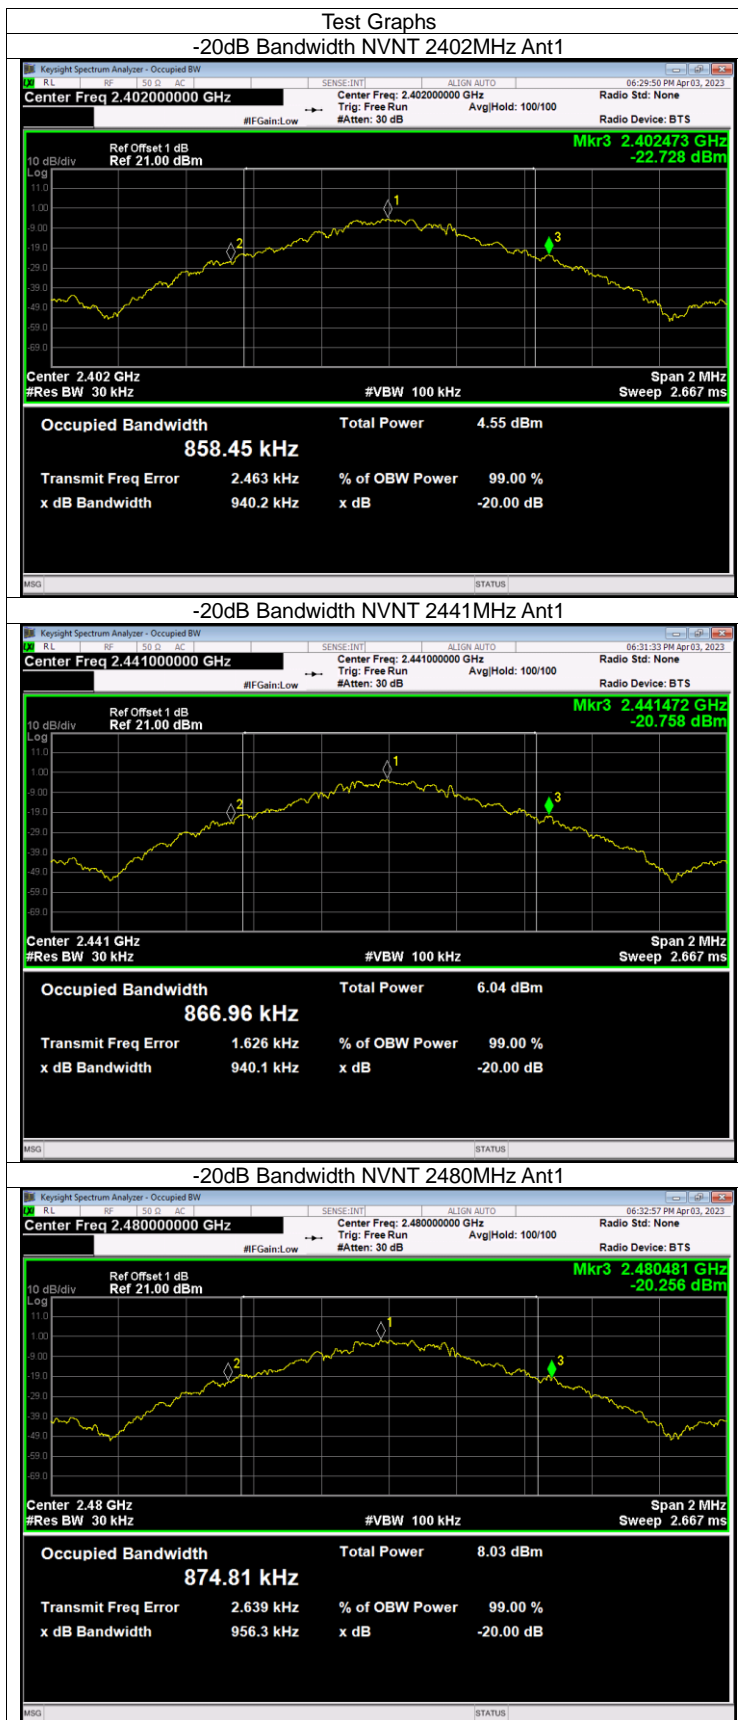 Test Graphs
-20dB Bandwidth NVNT 2402MHz Ant1
Keysight Spectrum Analyzer - Occupied BW
LXI RL RF 50 Ω AC SENSE:INT ALIGN AUTO 06:29:50 PM Apr 03, 2023
Center Freq 2.402000000 GHz Center Freq: 2.402000000 GHz Radio Std: None
Trig: Free Run Avg|Hold: 100/100
#IFGain:Low #Atten: 30 dB Radio Device: BTS
Mkr3 2.402473 GHz
-22.728 dBm
Ref Offset 1 dB
10 dB/div Ref 21.00 dBm
Log
11.0
1.00
-9.00
-19.0
-29.0
-39.0
-49.0
-59.0
-69.0
1
2
3
Center 2.402 GHz Span 2 MHz
#Res BW 30 kHz #VBW 100 kHz Sweep 2.667 ms
Occupied Bandwidth Total Power 4.55 dBm
858.45 kHz
Transmit Freq Error 2.463 kHz % of OBW Power 99.00 %
x dB Bandwidth 940.2 kHz x dB -20.00 dB
MSG STATUS
-20dB Bandwidth NVNT 2441MHz Ant1
Keysight Spectrum Analyzer - Occupied BW
LXI RL RF 50 Ω AC SENSE:INT ALIGN AUTO 06:31:33 PM Apr 03, 2023
Center Freq 2.441000000 GHz Center Freq: 2.441000000 GHz Radio Std: None
Trig: Free Run Avg|Hold: 100/100
#IFGain:Low #Atten: 30 dB Radio Device: BTS
Mkr3 2.441472 GHz
-20.758 dBm
Ref Offset 1 dB
10 dB/div Ref 21.00 dBm
Log
11.0
1.00
-9.00
-19.0
-29.0
-39.0
-49.0
-59.0
-69.0
1
2
3
Center 2.441 GHz Span 2 MHz
#Res BW 30 kHz #VBW 100 kHz Sweep 2.667 ms
Occupied Bandwidth Total Power 6.04 dBm
866.96 kHz
Transmit Freq Error 1.626 kHz % of OBW Power 99.00 %
x dB Bandwidth 940.1 kHz x dB -20.00 dB
MSG STATUS
-20dB Bandwidth NVNT 2480MHz Ant1
Keysight Spectrum Analyzer - Occupied BW
LXI RL RF 50 Ω AC SENSE:INT ALIGN AUTO 06:32:57 PM Apr 03, 2023
Center Freq 2.480000000 GHz Center Freq: 2.480000000 GHz Radio Std: None
Trig: Free Run Avg|Hold: 100/100
#IFGain:Low #Atten: 30 dB Radio Device: BTS
Mkr3 2.480481 GHz
-20.256 dBm
Ref Offset 1 dB
10 dB/div Ref 21.00 dBm
Log
11.0
1.00
-9.00
-19.0
-29.0
-39.0
-49.0
-59.0
-69.0
1
2
3
Center 2.48 GHz Span 2 MHz
#Res BW 30 kHz #VBW 100 kHz Sweep 2.667 ms
Occupied Bandwidth Total Power 8.03 dBm
874.81 kHz
Transmit Freq Error 2.639 kHz % of OBW Power 99.00 %
x dB Bandwidth 956.3 kHz x dB -20.00 dB
MSG STATUS